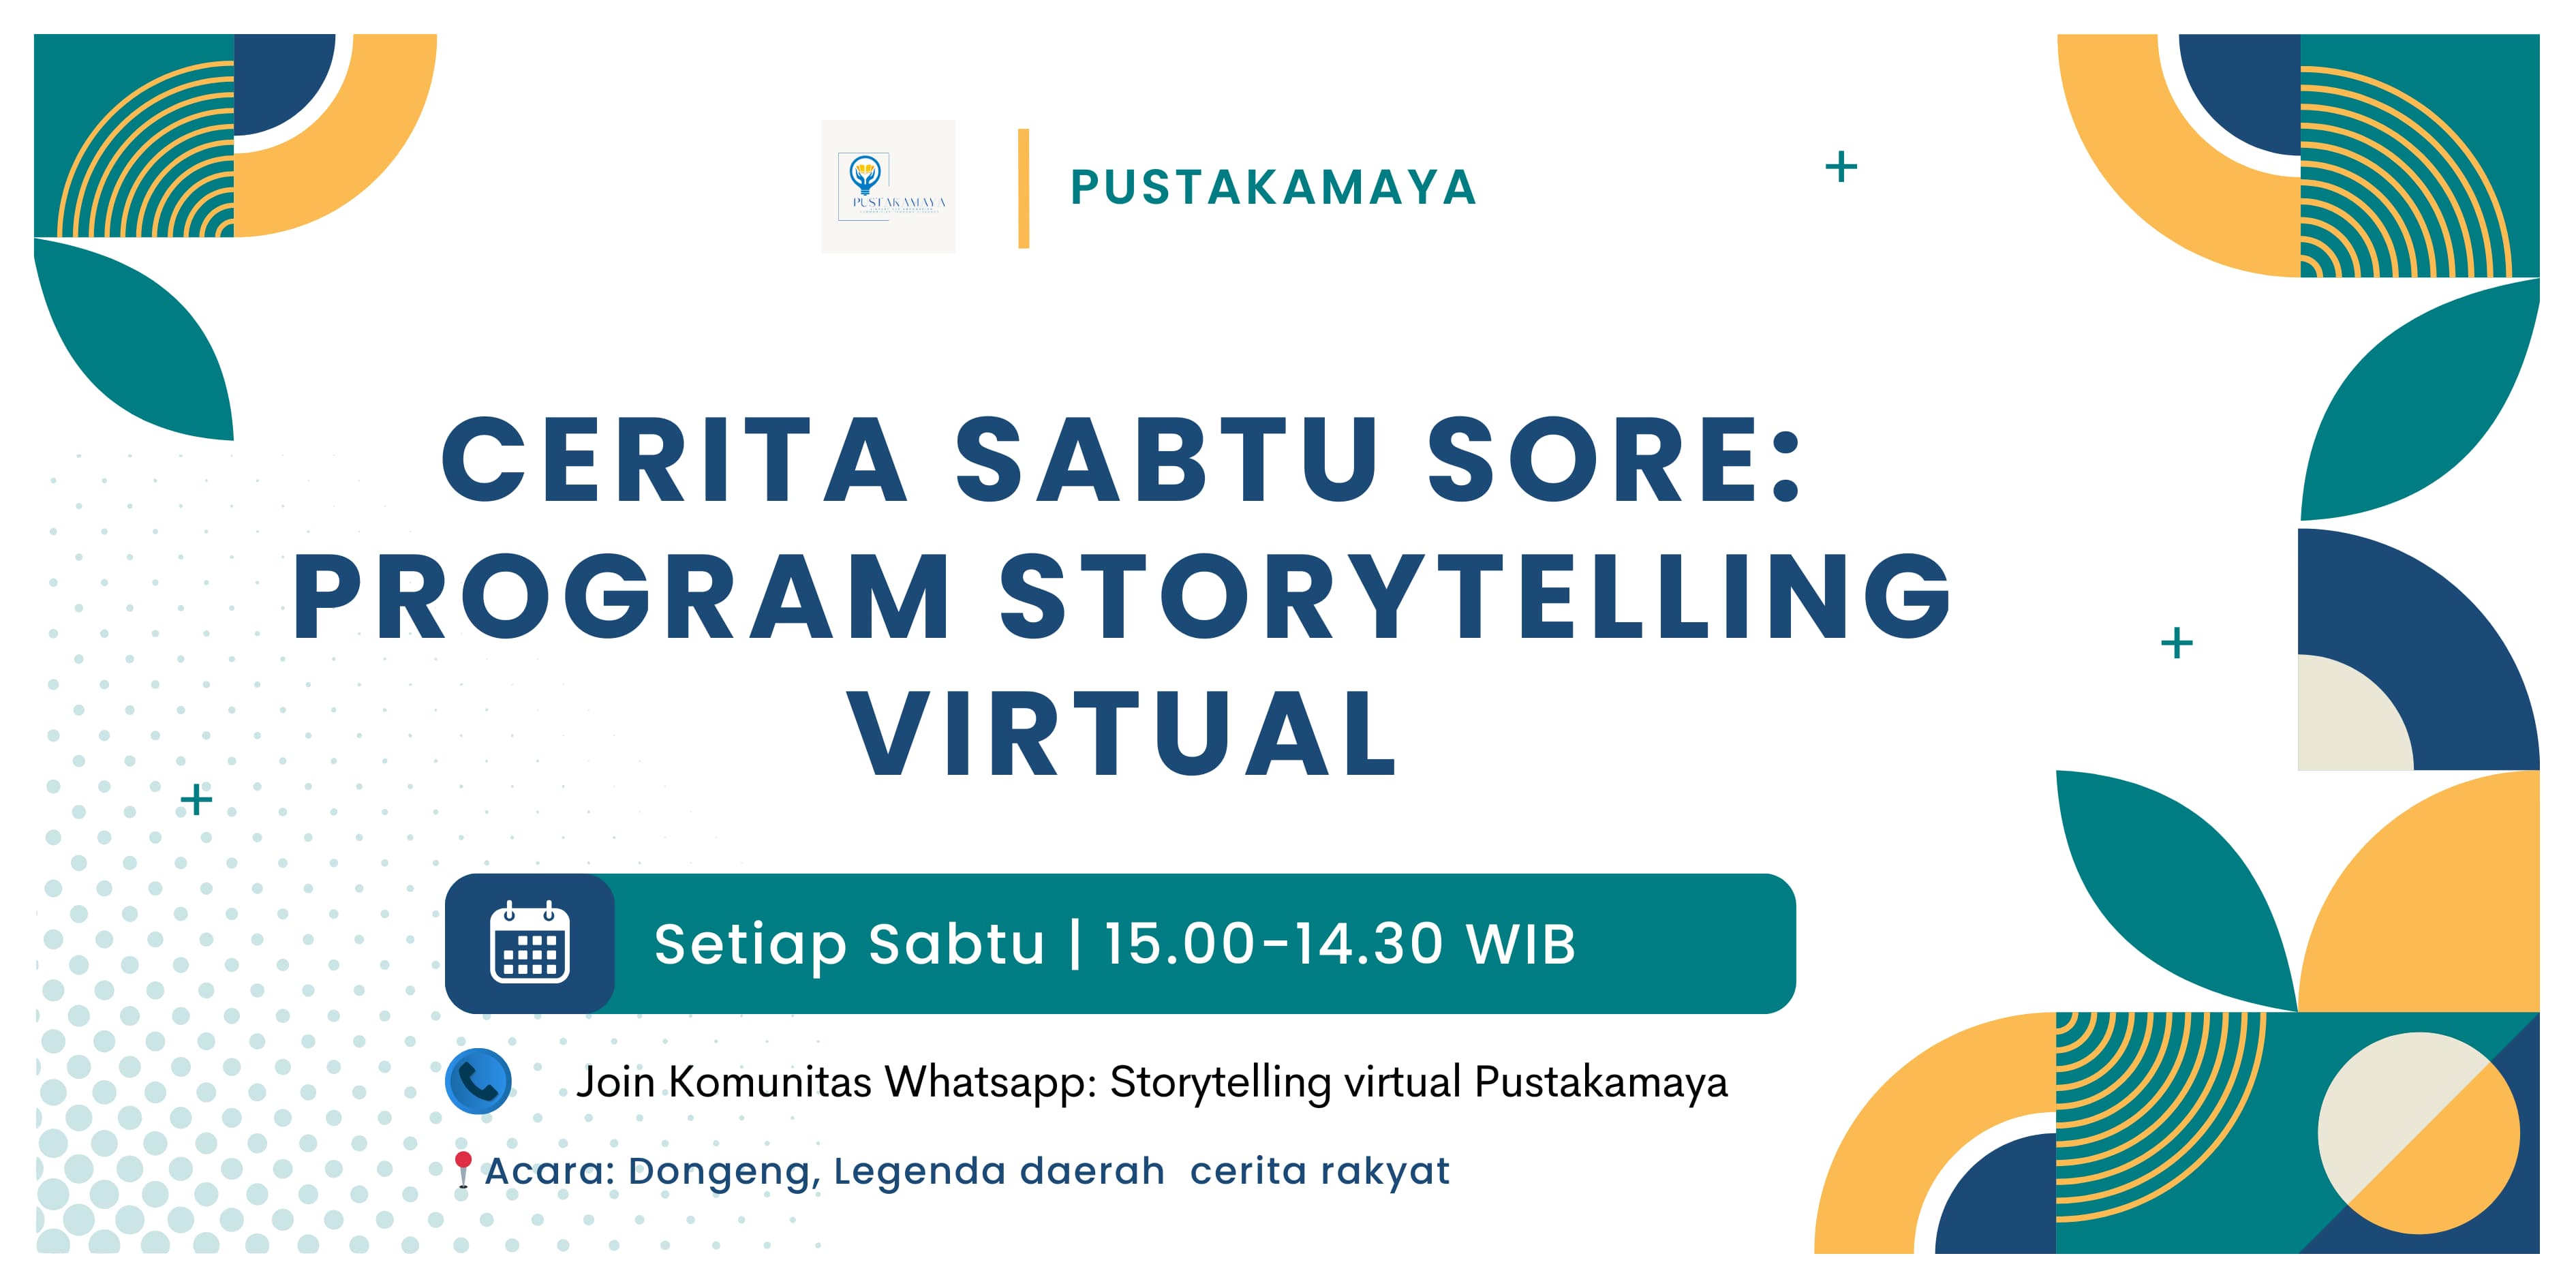 PUSTAKAMAYA
PUSTAKAMAYA
CERITA SABTU SORE:
PROGRAM STORYTELLING
VIRTUAL
Setiap Sabtu | 15.00-14.30 WIB
Join Komunitas Whatsapp: Storytelling virtual Pustakamaya
Acara: Dongeng, Legenda daerah cerita rakyat